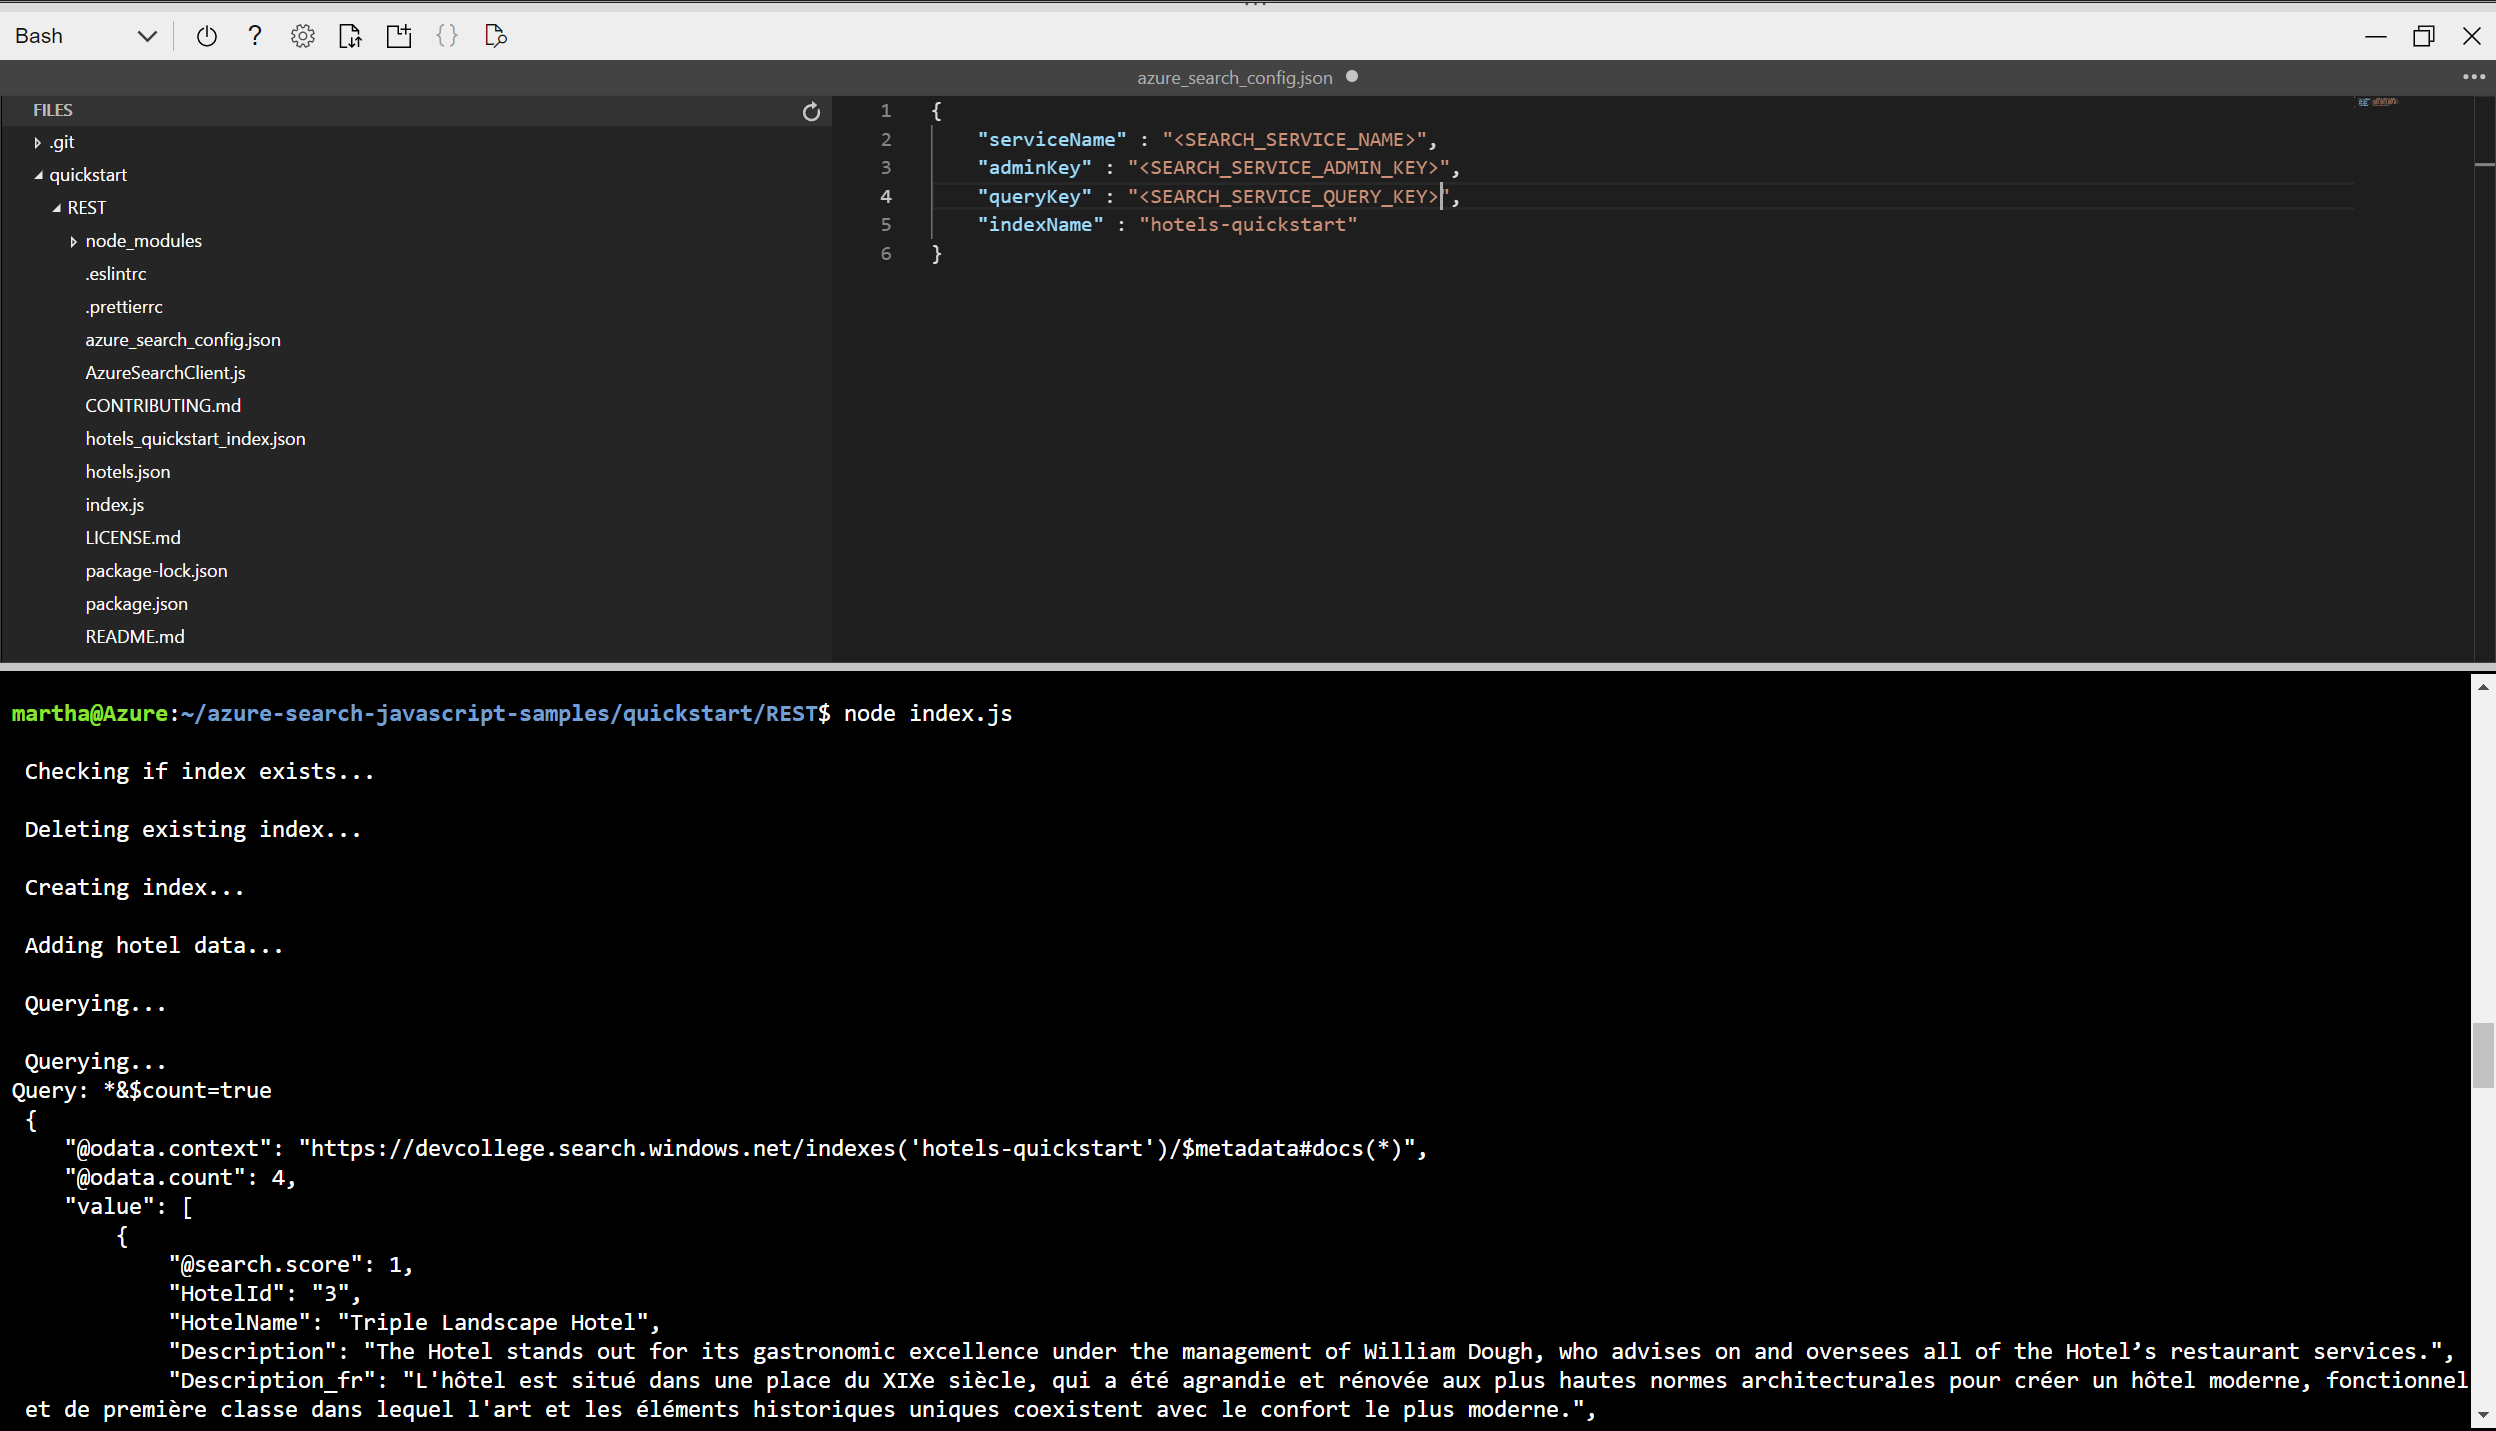 Bash
azure_search_config.json
FILES
.git
quickstart
REST
node_modules
.eslintrc
.prettierrc
azure_search_config.json
AzureSearchClient.js
CONTRIBUTING.md
hotels_quickstart_index.json
hotels.json
index.js
LICENSE.md
package-lock.json
package.json
README.md
1 {
2 "serviceName" : "<SEARCH_SERVICE_NAME>",
3 "adminKey" : "<SEARCH_SERVICE_ADMIN_KEY>",
4 "queryKey" : "<SEARCH_SERVICE_QUERY_KEY>",
5 "indexName" : "hotels-quickstart"
6 }
martha@Azure:~/azure-search-javascript-samples/quickstart/REST$ node index.js
Checking if index exists...
Deleting existing index...
Creating index...
Adding hotel data...
Querying...
Querying...
Query: *&$count=true
{
"@odata.context": "https://devcollege.search.windows.net/indexes('hotels-quickstart')/$metadata#docs(*)",
"@odata.count": 4,
"value": [
{
"@search.score": 1,
"HotelId": "3",
"HotelName": "Triple Landscape Hotel",
"Description": "The Hotel stands out for its gastronomic excellence under the management of William Dough, who advises on and oversees all of the Hotel’s restaurant services.",
"Description_fr": "L'hôtel est situé dans une place du XIXe siècle, qui a été agrandie et rénovée aux plus hautes normes architecturales pour créer un hôtel moderne, fonctionnel
et de première classe dans lequel l'art et les éléments historiques uniques coexistent avec le confort le plus moderne.",